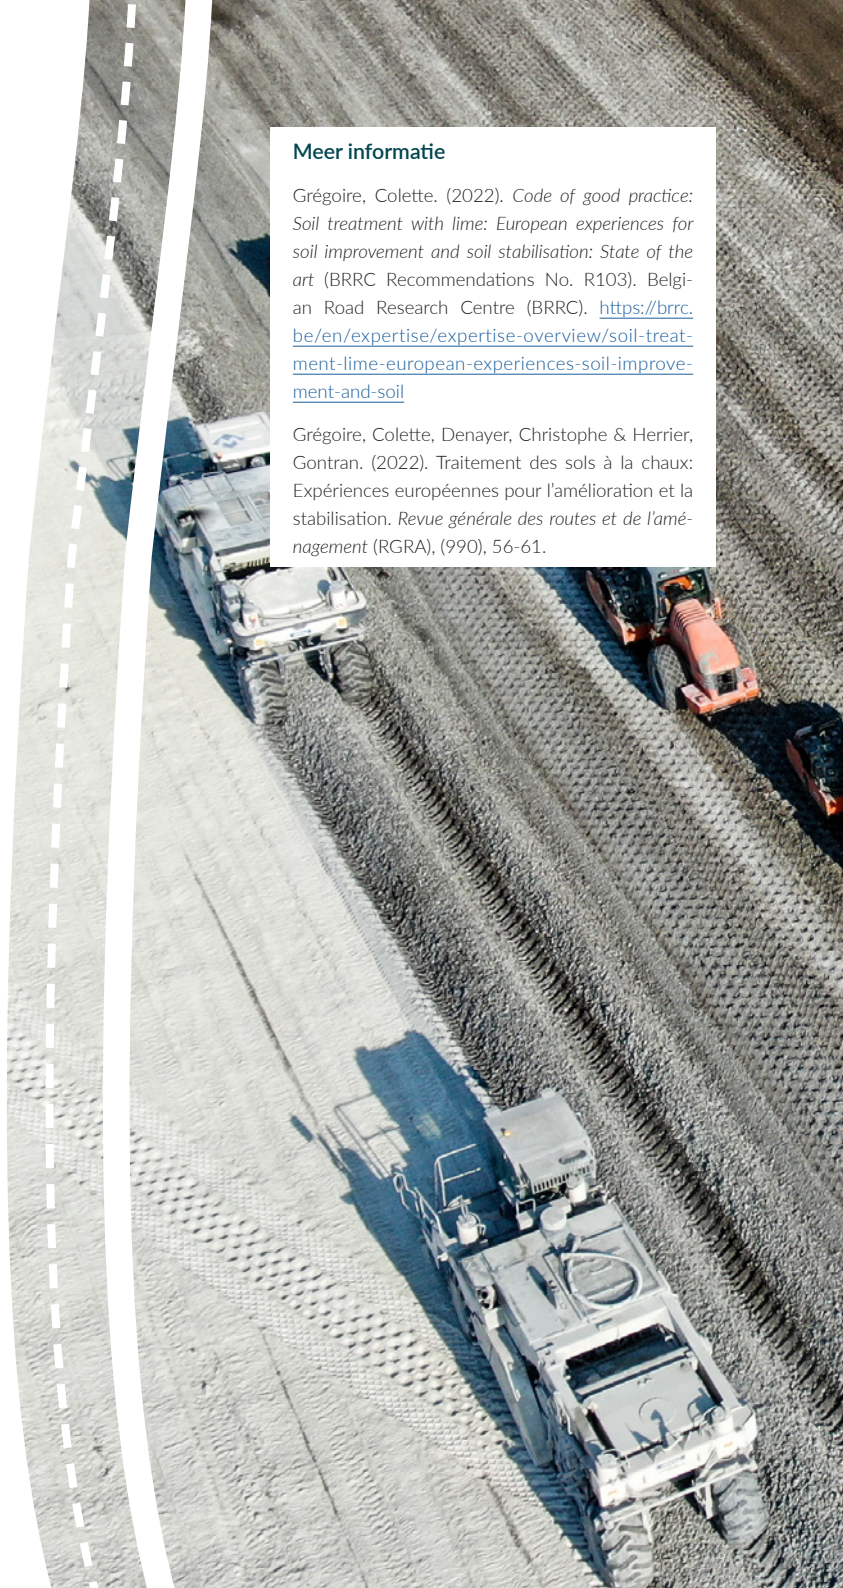 Meer informatie
Grégoire, Colette. (2022). Code of good practice:
Soil treatment with lime: European experiences for
soil improvement and soil stabilisation: State of the
art (BRRC Recommendations No. R103). Belgi-
an Road Research Centre (BRRC). https://brrc.
be/en/expertise/expertise-overview/soil-treat-
ment-lime-european-experiences-soil-improve-
ment-and-soil
Grégoire, Colette, Denayer, Christophe & Herrier,
Gontran. (2022). Traitement des sols à la chaux:
Expériences européennes pour l’amélioration et la
stabilisation. Revue générale des routes et de l’amé-
nagement (RGRA), (990), 56-61.